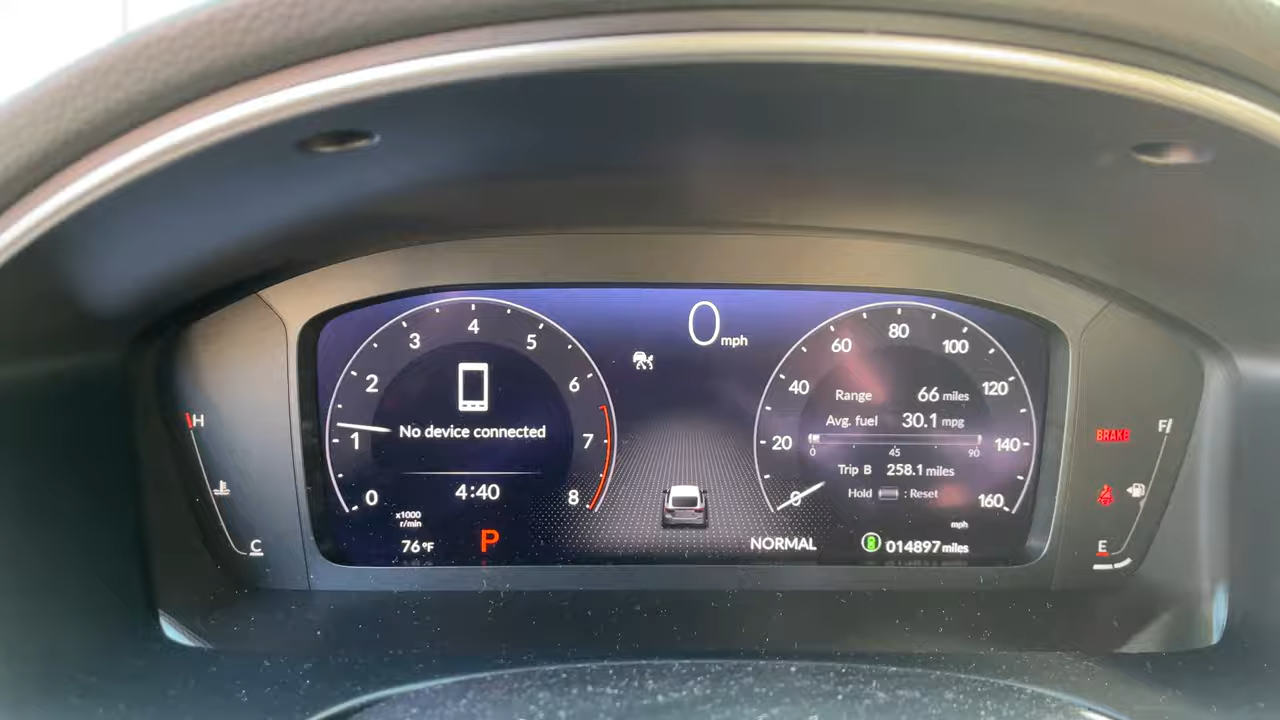 0 mph
0
1
2
3
4
5
6
7
8
No device connected
4:40
x1000
r/min
76°F
P
H
C
0
20
40
60
80
100
120
140
160
mph
Range 66 miles
Avg. fuel 30.1 mpg
0 45 90
Trip B 258.1 miles
Hold : Reset
NORMAL
014897 miles
BRAKE
F
E